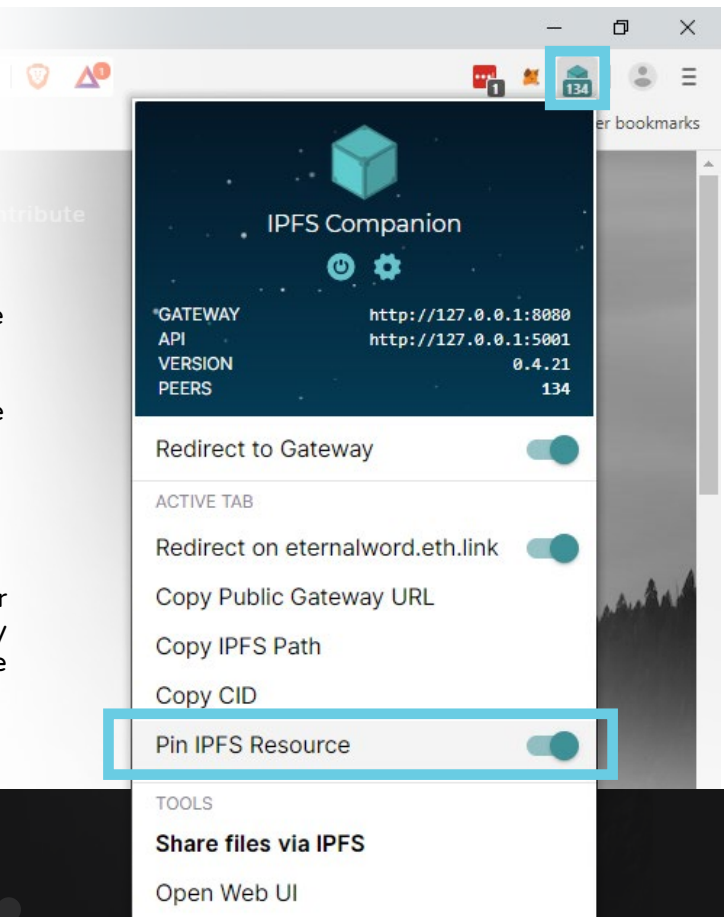 1
1
134
er bookmarks
tribute
IPFS Companion
GATEWAY http://127.0.0.1:8080
API http://127.0.0.1:5001
VERSION 0.4.21
PEERS 134
e
e
Redirect to Gateway
ACTIVE TAB
Redirect on eternalword.eth.link
Copy Public Gateway URL
r
y
Copy IPFS Path
e
Copy CID
Pin IPFS Resource
TOOLS
Share files via IPFS
Open Web UI